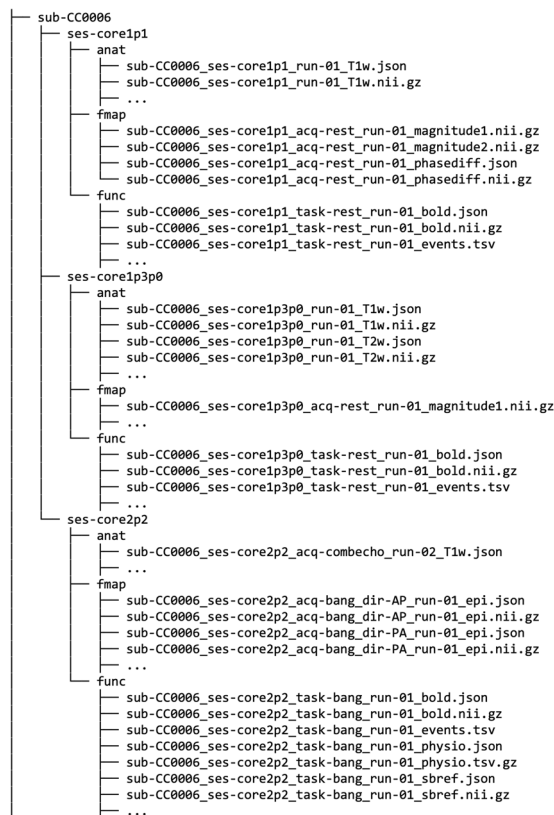 sub-CC0006
ses-core1p1
anat
sub-CC0006_ses-core1p1_run-01_T1w.json
sub-CC0006_ses-core1p1_run-01_T1w.nii.gz
...
fmap
sub-CC0006_ses-core1p1_acq-rest_run-01_magnitude1.nii.gz
sub-CC0006_ses-core1p1_acq-rest_run-01_magnitude2.nii.gz
sub-CC0006_ses-core1p1_acq-rest_run-01_phasediff.json
sub-CC0006_ses-core1p1_acq-rest_run-01_phasediff.nii.gz
func
sub-CC0006_ses-core1p1_task-rest_run-01_bold.json
sub-CC0006_ses-core1p1_task-rest_run-01_bold.nii.gz
sub-CC0006_ses-core1p1_task-rest_run-01_events.tsv
...
ses-core1p3p0
anat
sub-CC0006_ses-core1p3p0_run-01_T1w.json
sub-CC0006_ses-core1p3p0_run-01_T1w.nii.gz
sub-CC0006_ses-core1p3p0_run-01_T2w.json
sub-CC0006_ses-core1p3p0_run-01_T2w.nii.gz
...
fmap
sub-CC0006_ses-core1p3p0_acq-rest_run-01_magnitude1.nii.gz
...
func
sub-CC0006_ses-core1p3p0_task-rest_run-01_bold.json
sub-CC0006_ses-core1p3p0_task-rest_run-01_bold.nii.gz
sub-CC0006_ses-core1p3p0_task-rest_run-01_events.tsv
...
ses-core2p2
anat
sub-CC0006_ses-core2p2_acq-combecho_run-02_T1w.json
...
fmap
sub-CC0006_ses-core2p2_acq-bang_dir-AP_run-01_epi.json
sub-CC0006_ses-core2p2_acq-bang_dir-AP_run-01_epi.nii.gz
sub-CC0006_ses-core2p2_acq-bang_dir-PA_run-01_epi.json
sub-CC0006_ses-core2p2_acq-bang_dir-PA_run-01_epi.nii.gz
...
func
sub-CC0006_ses-core2p2_task-bang_run-01_bold.json
sub-CC0006_ses-core2p2_task-bang_run-01_bold.nii.gz
sub-CC0006_ses-core2p2_task-bang_run-01_events.tsv
sub-CC0006_ses-core2p2_task-bang_run-01_physio.json
sub-CC0006_ses-core2p2_task-bang_run-01_physio.tsv.gz
sub-CC0006_ses-core2p2_task-bang_run-01_sbref.json
sub-CC0006_ses-core2p2_task-bang_run-01_sbref.nii.gz
...